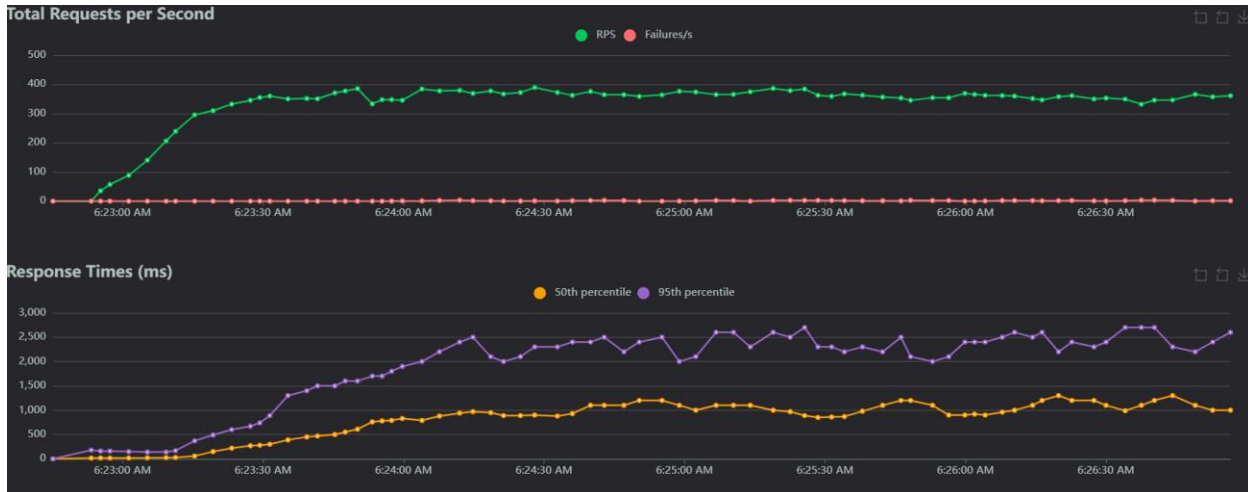 Total Requests per Second
RPS Failures/s
500
400
300
200
100
0
6:23:00 AM 6:23:30 AM 6:24:00 AM 6:24:30 AM 6:25:00 AM 6:25:30 AM 6:26:00 AM 6:26:30 AM
Response Times (ms)
50th percentile 95th percentile
3,000
2,500
2,000
1,500
1,000
500
0
6:23:00 AM 6:23:30 AM 6:24:00 AM 6:24:30 AM 6:25:00 AM 6:25:30 AM 6:26:00 AM 6:26:30 AM